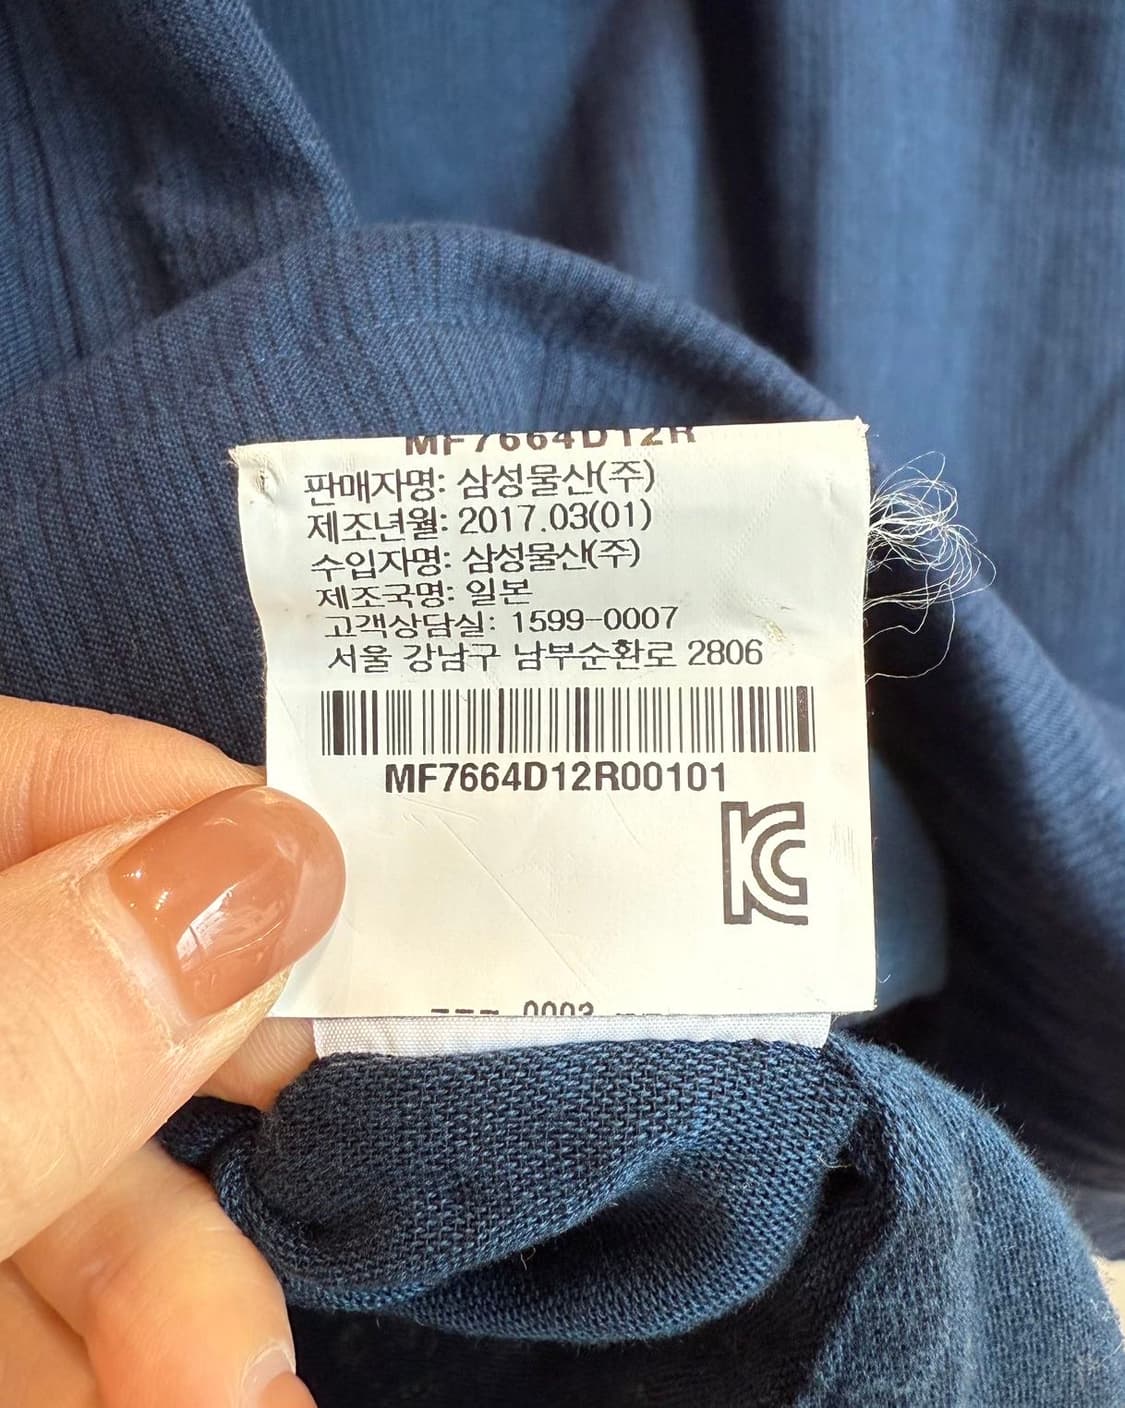 MF7664D12R
판매자명: 삼성물산(주)
제조년월: 2017.03(01)
수입자명: 삼성물산(주)
제조국명: 일본
고객상담실: 1599-0007
서울 강남구 남부순환로 2806
MF7664D12R00101